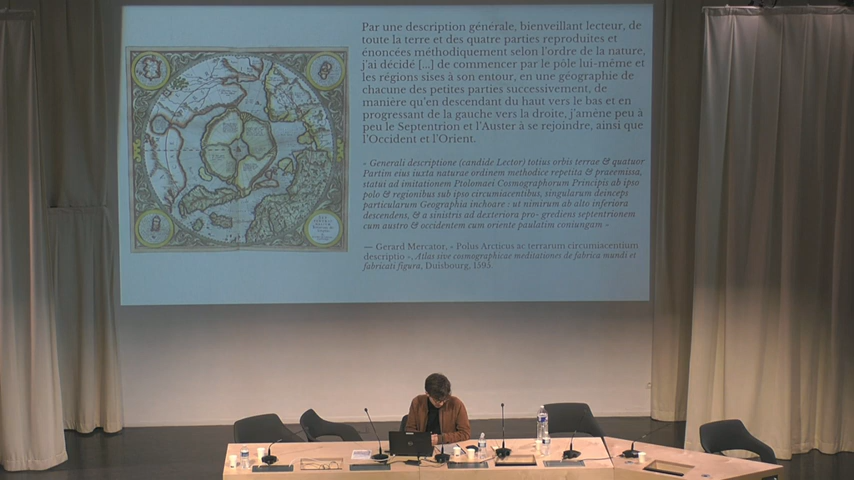 Par une description générale, bienveillant lecteur, de
toute la terre et des quatre parties reproduites et
énoncées méthodiquement selon l'ordre de la nature,
j'ai décidé [...] de commencer par le pôle lui-même et
les régions sises à son entour, en une géographie de
chacune des petites parties successivement, de
manière qu'en descendant du haut vers le bas et en
progressant de la gauche vers la droite, j'amène peu
à peu le Septentrion et l'Auster à se rejoindre, ainsi que
l'Occident et l'Orient.
« Generali descriptione (candide Lector) totius orbis terrae & quatuor
Partim eius iuxta naturae ordinem methodice repetita & praemissa,
status ad imitationem Ptolomaei Cosmographorum Principis ab ipso
polo & regionibus sub ipso circumiacentibus, singularum deinceps
particularum Geographia inchoare : ut nimirum ab alto inferiora
descendens, & a sinistris ad dexteriora pro- grediens septentrionem
cum austro & occidentem cum oriente paulatim coniungam »
— Gerard Mercator, « Polus Arcticus ac terrarum circumiacentium
descriptio », Atlas sive cosmographicae meditationes de fabrica mundi et
fabricati figura, Duisbourg, 1595.